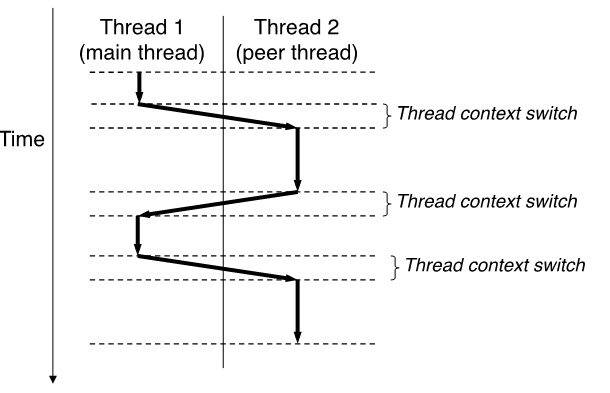 Thread 1
(main thread)
Thread 2
(peer thread)
Time
Thread context switch
Thread context switch
Thread context switch